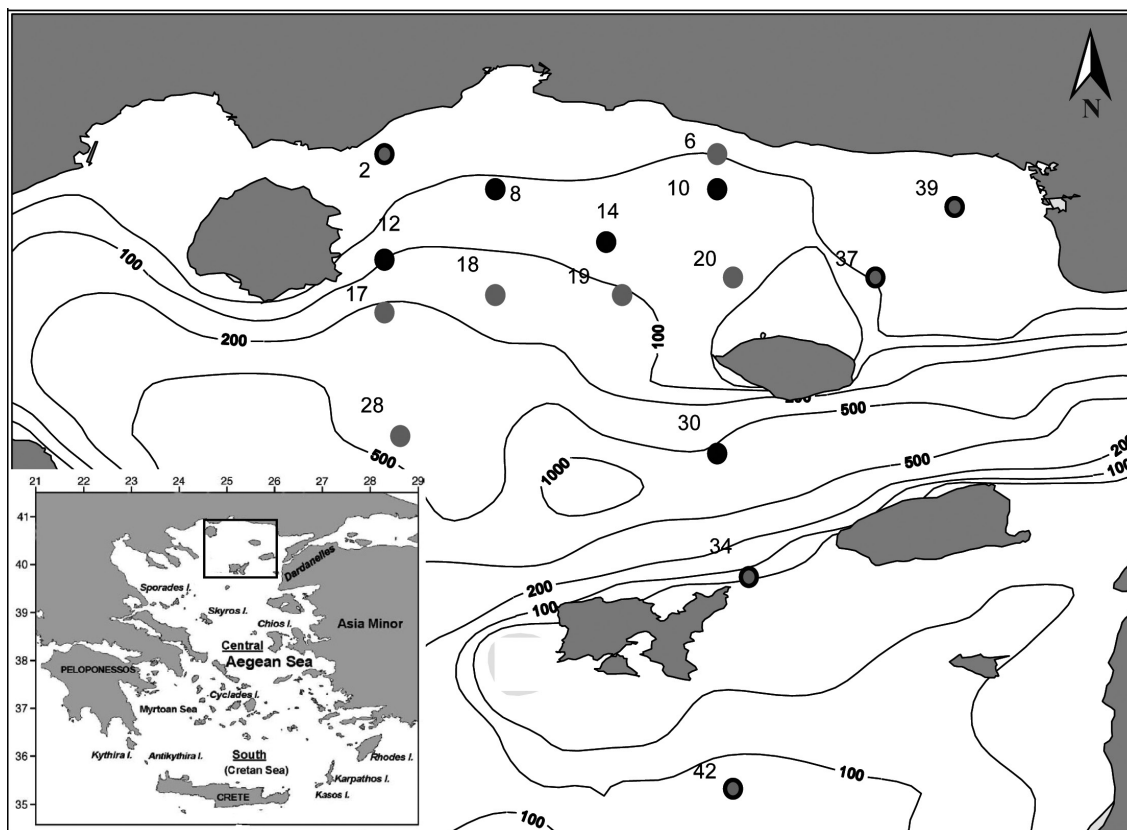 N
6
2
8
10
39
14
12
100
18
19
20
37
17
200
100
200
28
30
500
500
1000
500
200
100
21 22 23 24 25 26 27 28 29
41
40
39
38
37
36
35
Dardanelles
Sporades I.
Skyros I.
Asia Minor
Chios I.
Central
Aegean Sea
PELOPONESSOS
Cyclades I.
Myrtoan Sea
Kythira I.
Antikythira I.
South
(Cretan Sea)
Rhodes I.
Karpathos I.
Kasos I.
CRETE
34
200
100
42
100
100